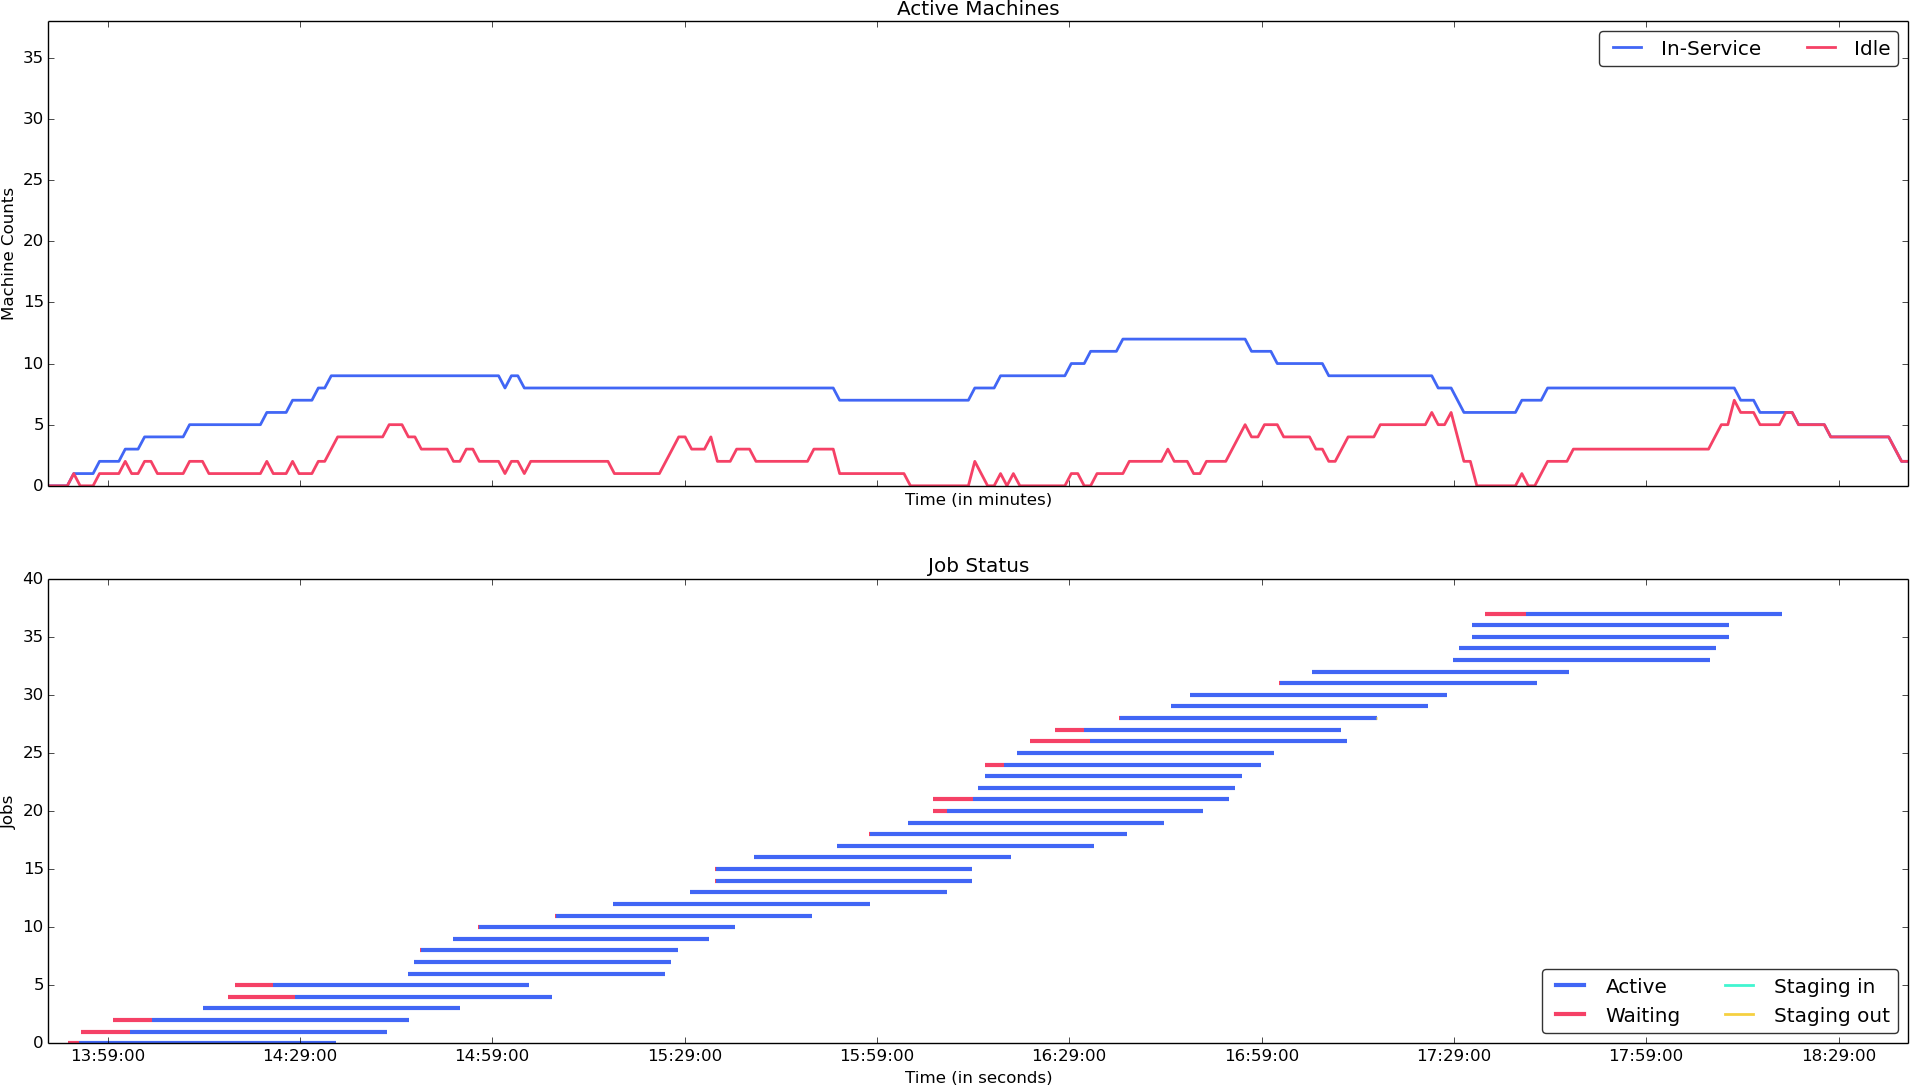 Active Machines
In-Service Idle
35
30
25
20
15
10
5
0
Machine Counts
Time (in minutes)
Job Status
40
35
30
25
20
15
10
5
0
Jobs
Active Staging in
Waiting Staging out
13:59:00 14:29:00 14:59:00 15:29:00 15:59:00 16:29:00 16:59:00 17:29:00 17:59:00 18:29:00
Time (in seconds)